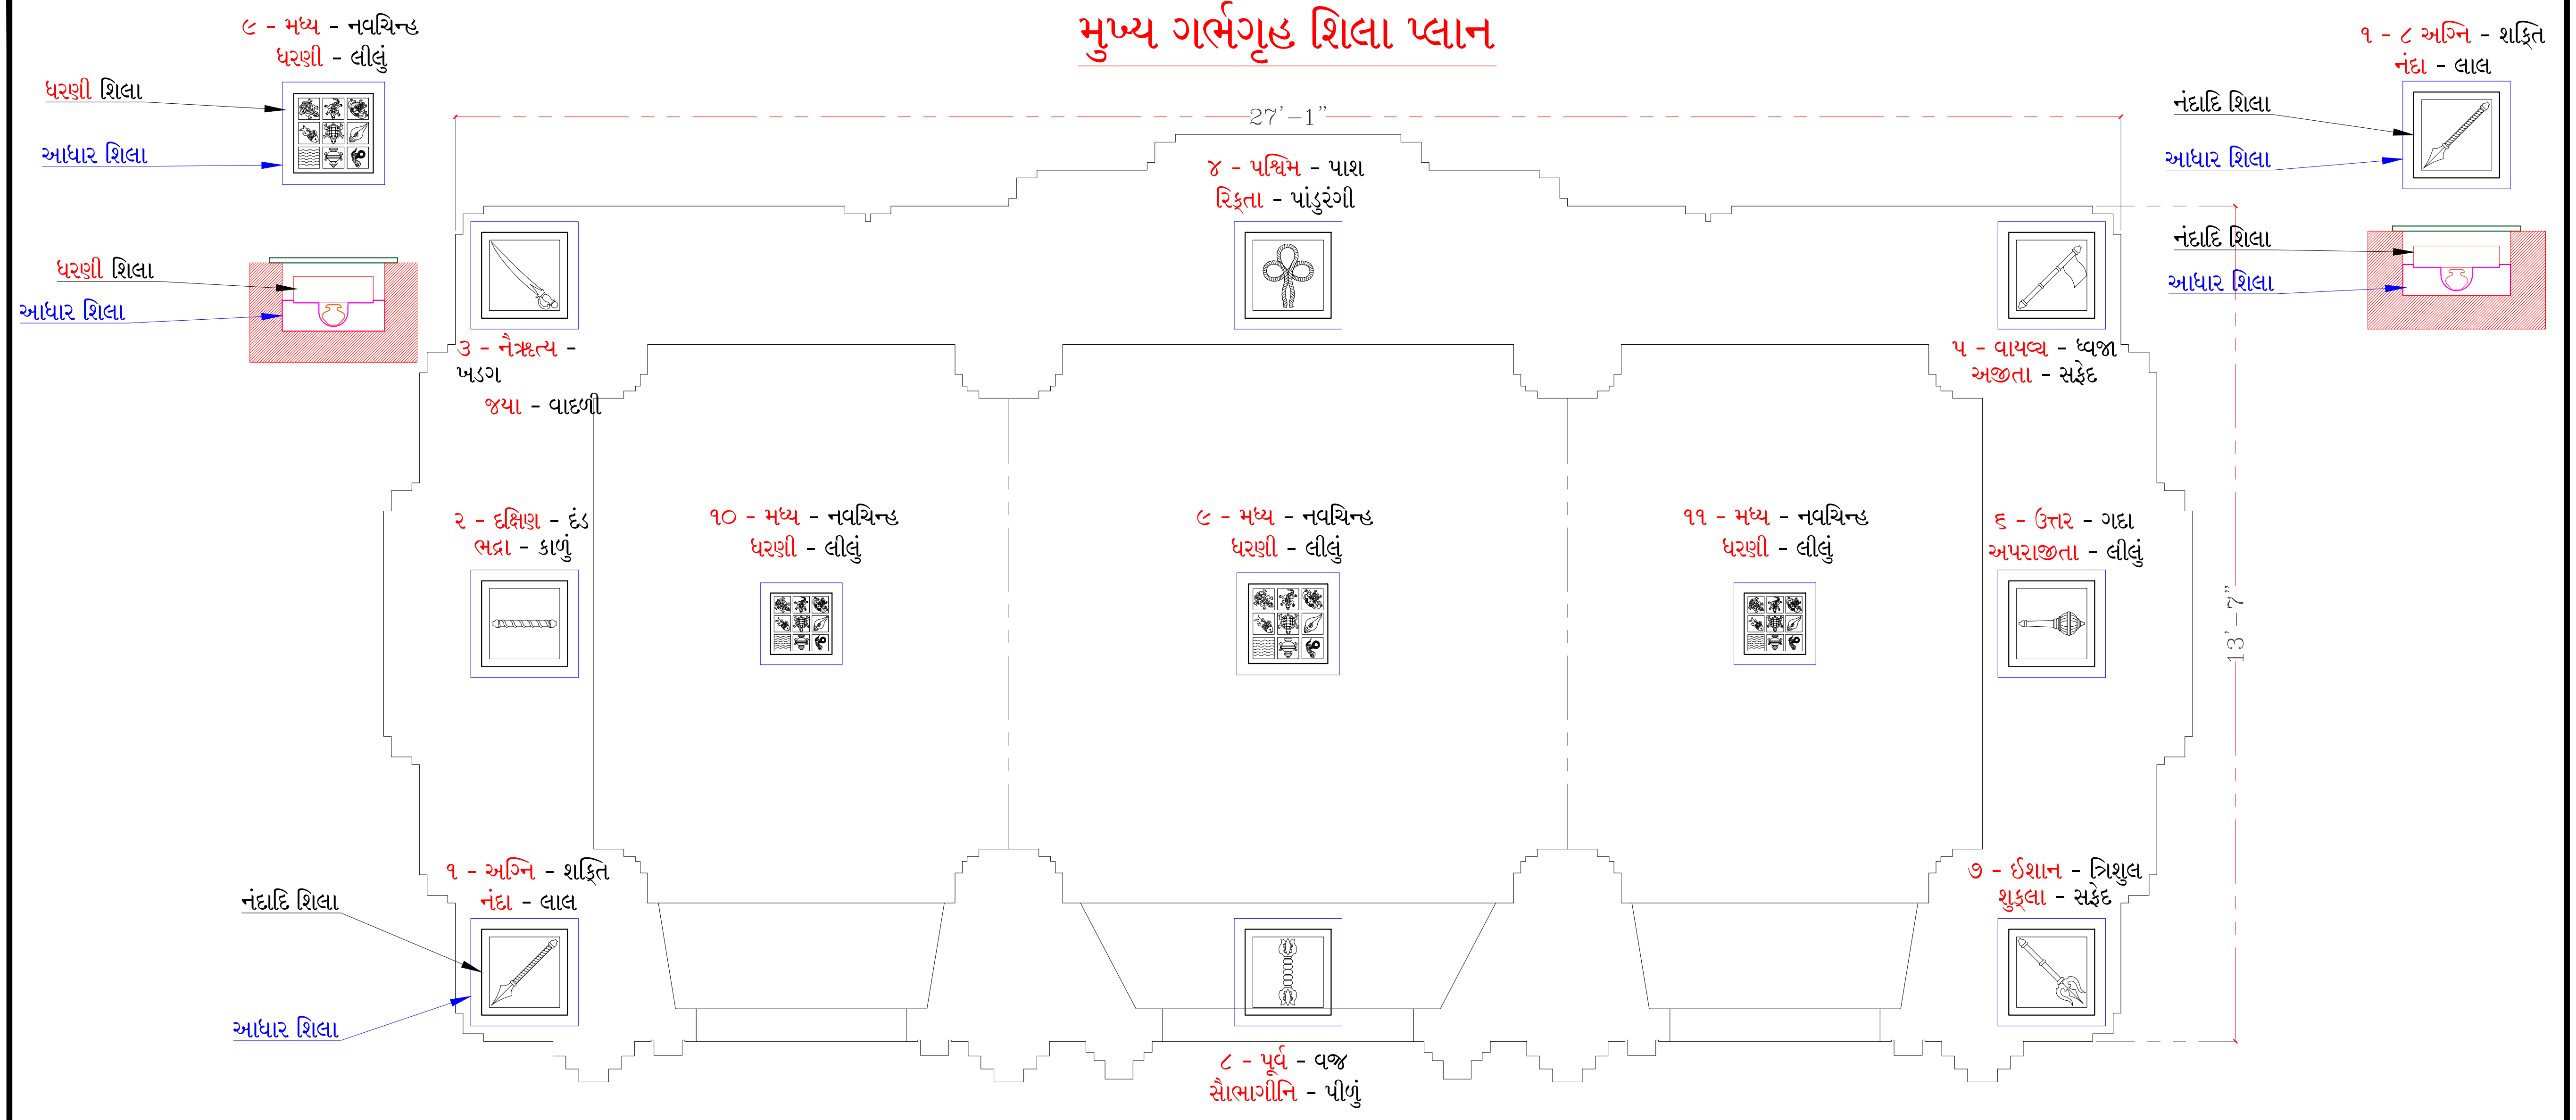 મુખ્ય ગર્ભગૃહ શિલા પ્લાન
૯ - મધ્ય - નવચિન્હ
ધરણી - લીલું
ધરણી શિલા
આધાર શિલા
ધરણી શિલા
આધાર શિલા
૧ - ૮ અગ્નિ - શક્તિ
નંદા - લાલ
નંદાદિ શિલા
આધાર શિલા
નંદાદિ શિલા
આધાર શિલા
27'-1"
૪ - પશ્ચિમ - પાશ
રિક્તા - પાંડુરંગી
૩ - નૈઋત્ય -
ખડગ
જયા - વાદળી
૫ - વાયવ્ય - ધ્વજા
અજીતા - સફેદ
૨ - દક્ષિણ - દંડ
ભદ્રા - કાળું
૧૦ - મધ્ય - નવચિન્હ
ધરણી - લીલું
૯ - મધ્ય - નવચિન્હ
ધરણી - લીલું
૧૧ - મધ્ય - નવચિન્હ
ધરણી - લીલું
૬ - ઉત્તર - ગદા
અપરાજીતા - લીલું
13'-7"
૧ - અગ્નિ - શક્તિ
નંદા - લાલ
નંદાદિ શિલા
આધાર શિલા
૭ - ઈશાન - ત્રિશુલ
શુક્લા - સફેદ
૮ - પૂર્વ - વજ્ર
સૌભાગીનિ - પીળું